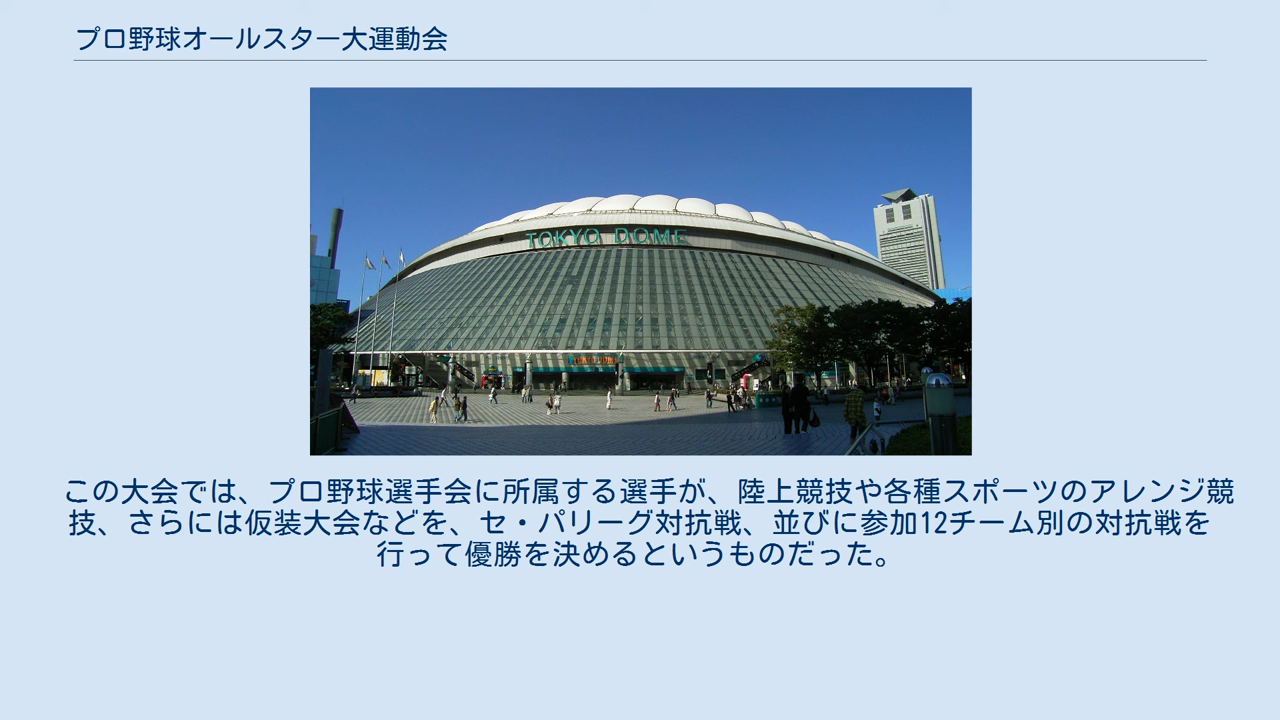 プロ野球オールスター大運動会
TOKYO DOME
TOKYO DOME
この大会では、プロ野球選手会に所属する選手が、陸上競技や各種スポーツのアレンジ競
技、さらには仮装大会などを、セ・パリーグ対抗戦、並びに参加12チーム別の対抗戦を
行って優勝を決めるというものだった。